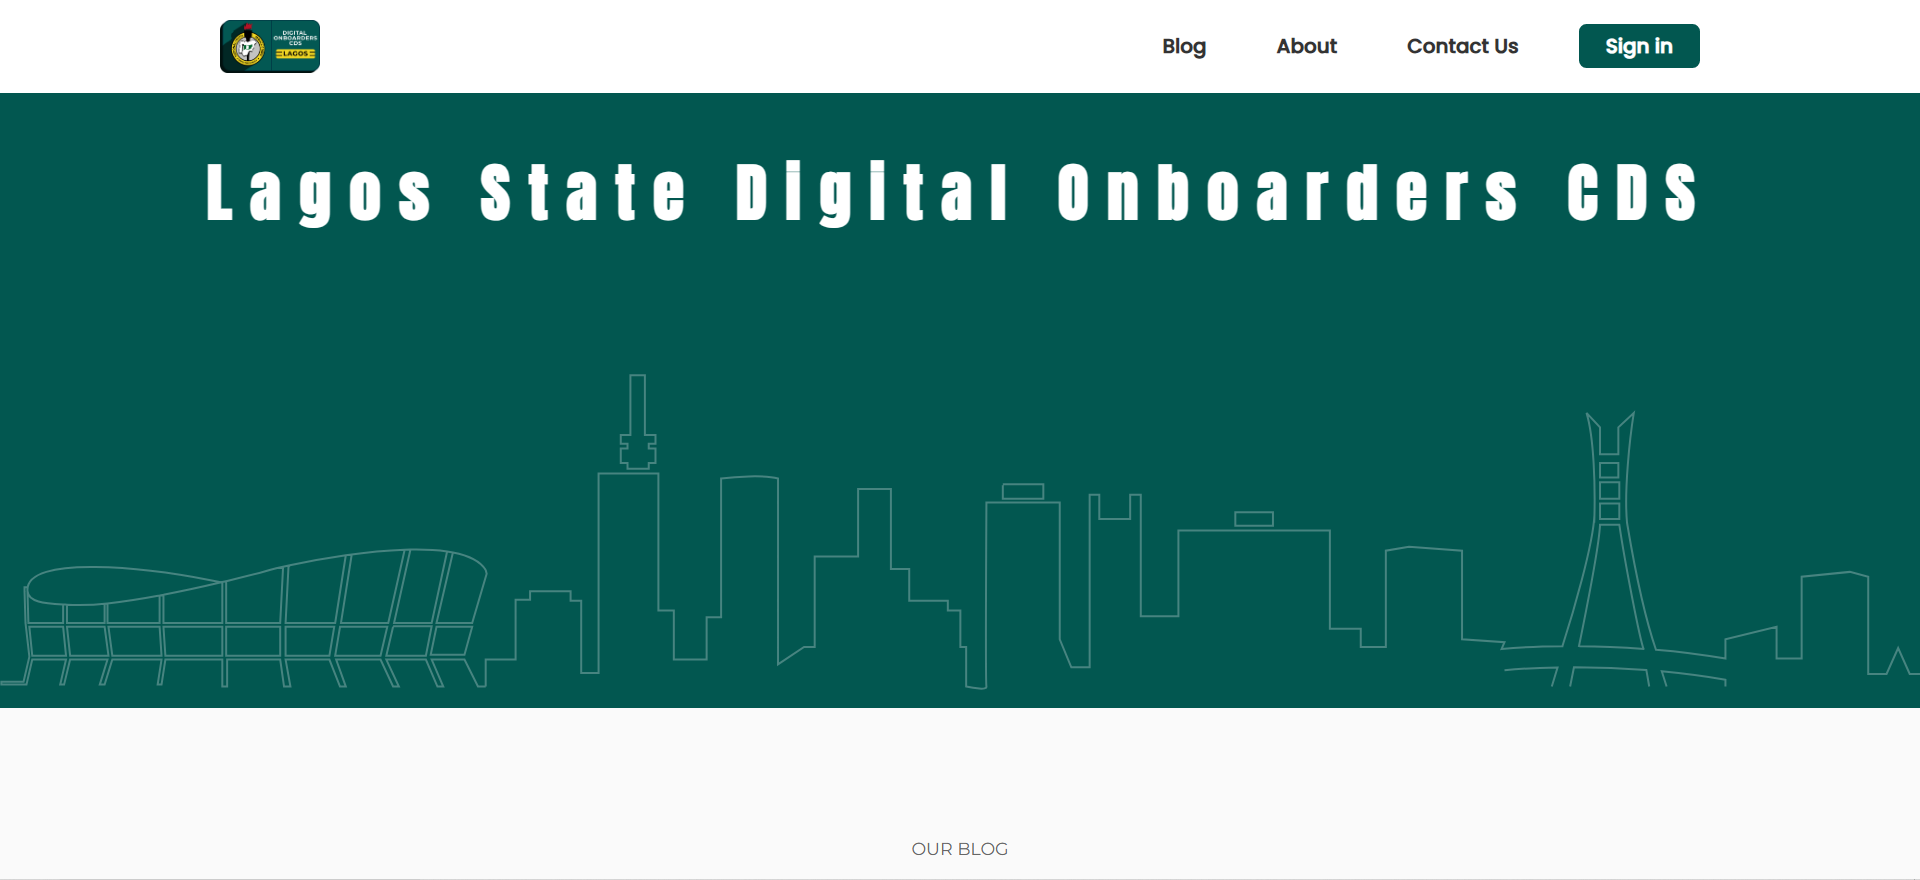 DIGITAL
ONBOARDERS
CDS
LAGOS
Blog About Contact Us Sign in
Lagos State Digital Onboarders CDS
OUR BLOG